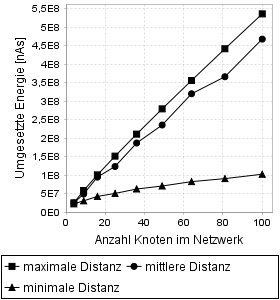 5,5E8
5E8
4,5E8
4E8
3,5E8
3E8
2,5E8
2E8
1,5E8
1E8
5E7
0E0
Umgesetzte Energie [nAs]
0 20 40 60 80 100
Anzahl Knoten im Netzwerk
maximale Distanz mittlere Distanz
minimale Distanz